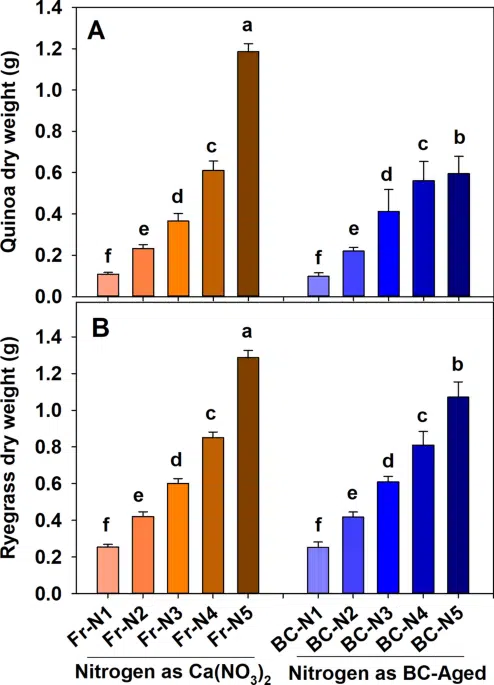 A
Quinoa dry weight (g)
1.4
1.2
1.0
0.8
0.6
0.4
0.2
0.0
f
e
d
c
a
f
e
d
c
b
B
Ryegrass dry weight (g)
1.4
1.2
1.0
0.8
0.6
0.4
0.2
0.0
f
e
d
c
a
f
e
d
c
b
Fr-N1
Fr-N2
Fr-N3
Fr-N4
Fr-N5
BC-N1
BC-N2
BC-N3
BC-N4
BC-N5
Nitrogen as Ca(NO₃)₂
Nitrogen as BC-Aged